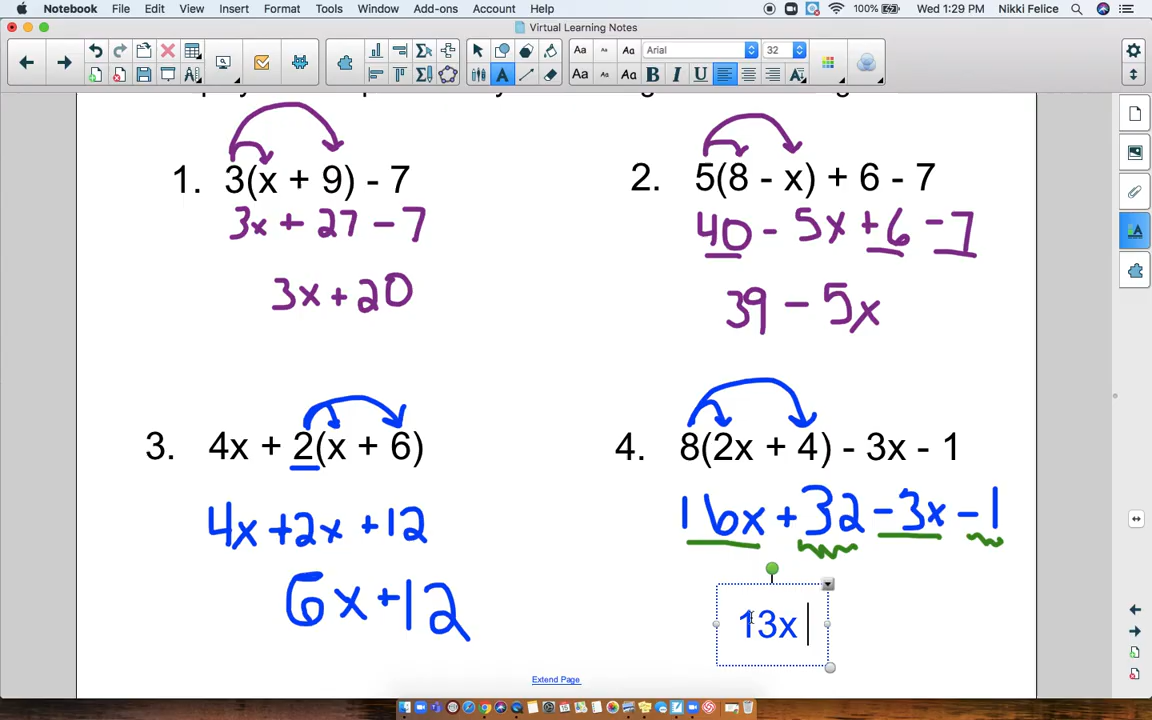 Notebook File Edit View Insert Format Tools Window Add-ons Account Help 100% Wed 1:29 PM Nikki Felice
Virtual Learning Notes
Arial 32
1. 3(x + 9) - 7
3x + 27 - 7
3x + 20
2. 5(8 - x) + 6 - 7
40 - 5x + 6 - 7
39 - 5x
3. 4x + 2(x + 6)
4x + 2x + 12
6x + 12
4. 8(2x + 4) - 3x - 1
16x + 32 - 3x - 1
13x
Extend Page